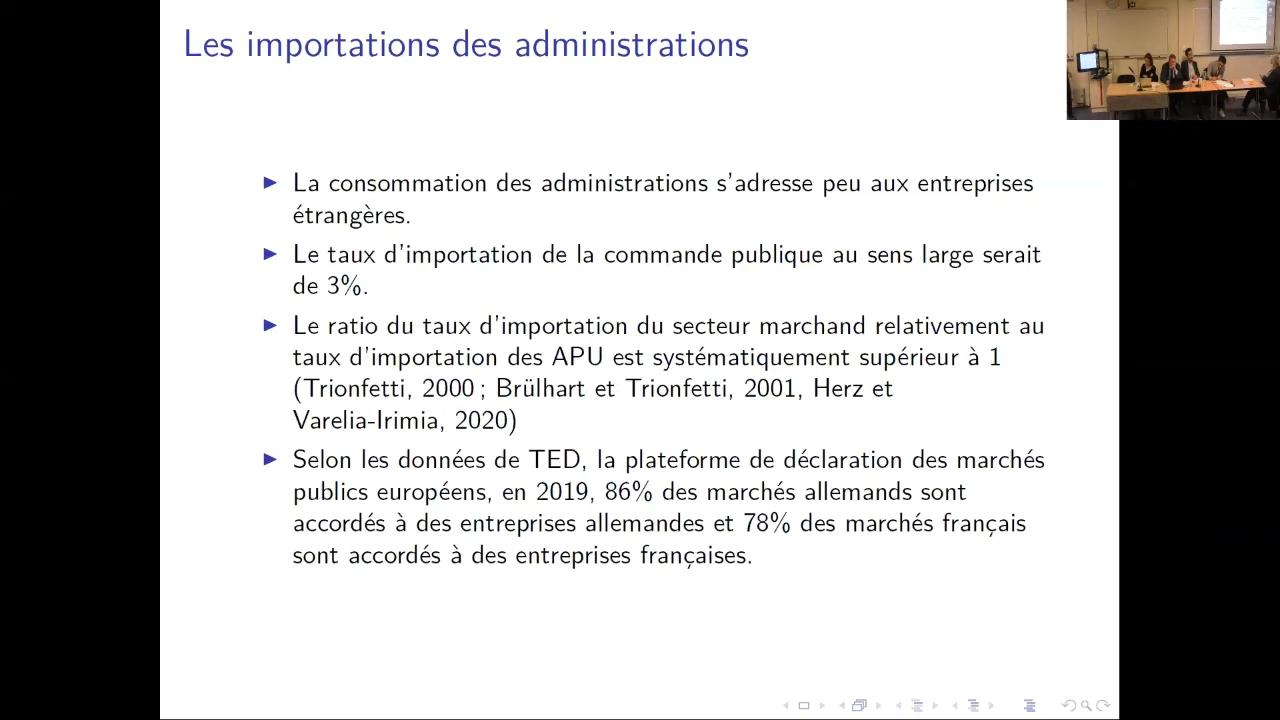 Les importations des administrations
La consommation des administrations s'adresse peu aux entreprises
étrangères.
Le taux d'importation de la commande publique au sens large serait
de 3%.
Le ratio du taux d'importation du secteur marchand relativement au
taux d'importation des APU est systématiquement supérieur à 1
(Trionfetti, 2000 ; Brülhart et Trionfetti, 2001, Herz et
Varelia-Irimia, 2020)
Selon les données de TED, la plateforme de déclaration des marchés
publics européens, en 2019, 86% des marchés allemands sont
accordés à des entreprises allemandes et 78% des marchés français
sont accordés à des entreprises françaises.